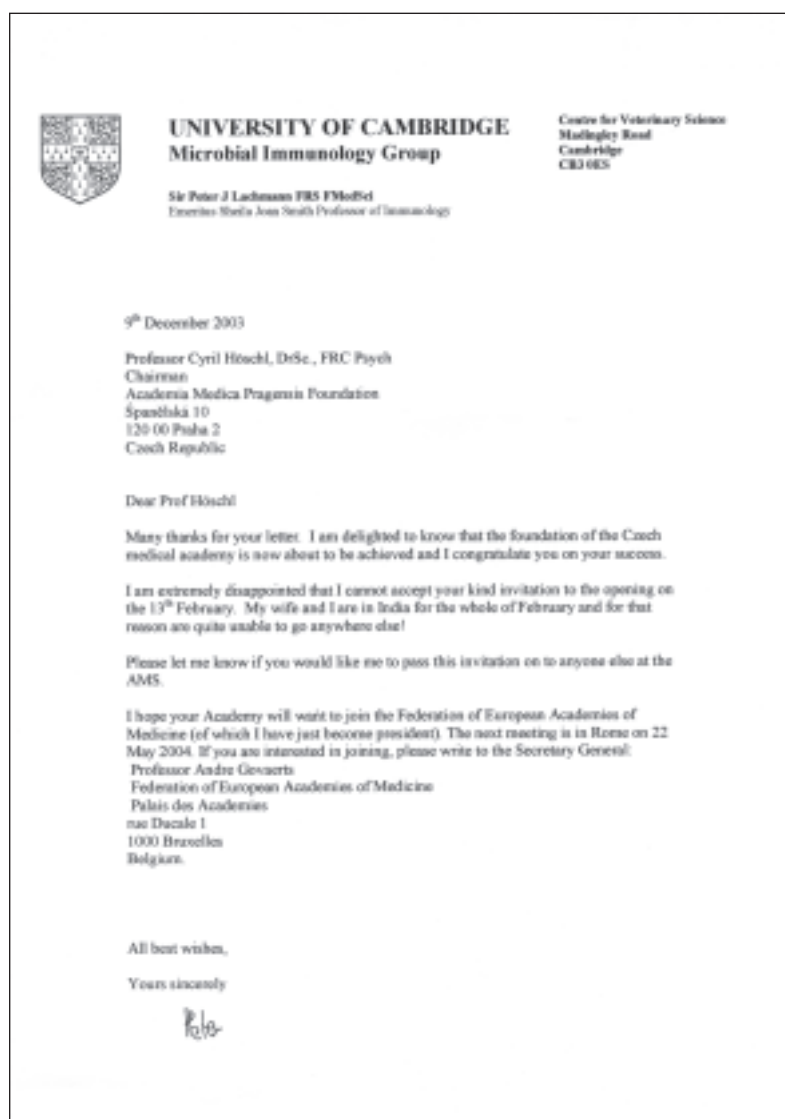 UNIVERSITY OF CAMBRIDGE
Microbial Immunology Group
Centre for Veterinary Science
Madingley Road
Cambridge
CB3 0ES
Sir Peter J Lachmann FRS FMedSci
Emeritus Sheila Joan Smith Professor of Immunology
9th December 2003
Professor Cyril Höschl, DrSc., FRC Psych
Chairman
Academia Medica Pragensis Foundation
Španělská 10
120 00 Praha 2
Czech Republic
Dear Prof Höschl
Many thanks for your letter. I am delighted to know that the foundation of the Czech
medical academy is now about to be achieved and I congratulate you on your success.
I am extremely disappointed that I cannot accept your kind invitation to the opening on
the 13th February. My wife and I are in India for the whole of February and for that
reason are quite unable to go anywhere else!
Please let me know if you would like me to pass this invitation on to anyone else at the
AMS.
I hope your Academy will want to join the Federation of European Academies of
Medicine (of which I have just become president). The next meeting is in Rome on 22
May 2004. If you are interested in joining, please write to the Secretary General:
Professor Andre Govaerts
Federation of European Academies of Medicine
Palais des Academies
rue Ducale 1
1000 Bruxelles
Belgium.
All best wishes,
Yours sincerely
Peter